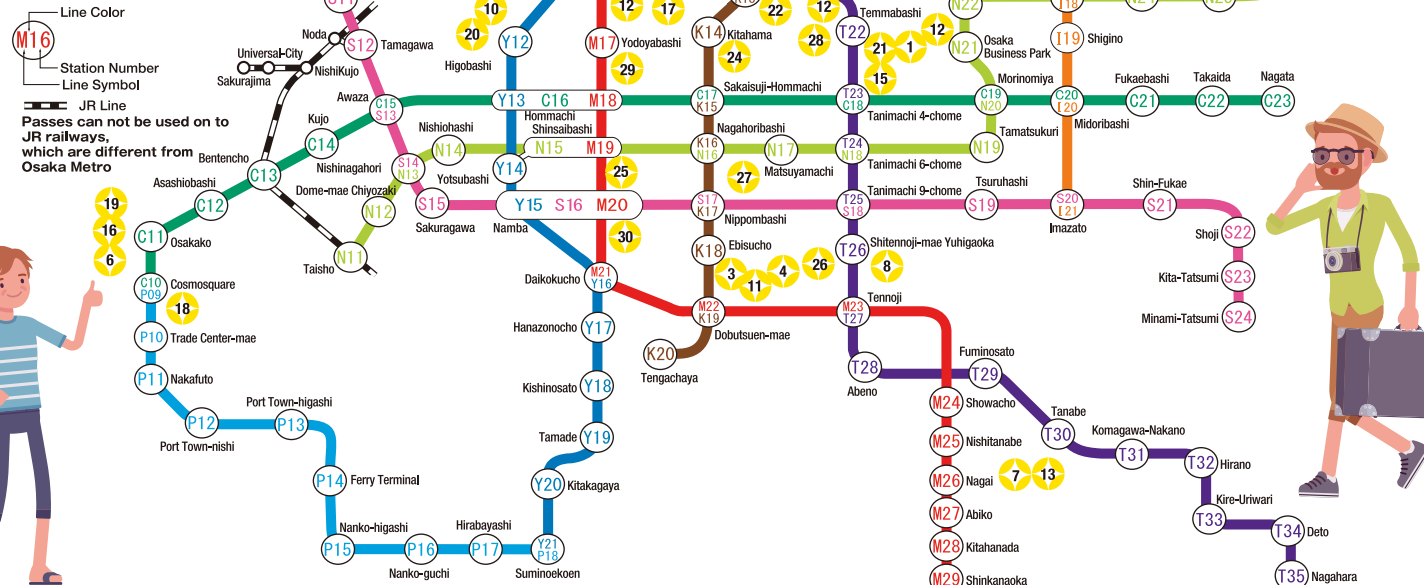 Line Color
M16
Station Number
Line Symbol
JR Line
Passes can not be used on to
JR railways,
which are different from
Osaka Metro
Noda
Universal-City
Sakurajima
NishiKujo
S12
Tamagawa
10
20
Y12
Higobashi
12
17
M17
Yodoyabashi
29
22
K14
Kitahama
24
12
28
Temmabashi
T22
21
1
12
15
N22
N21
Osaka
Business Park
I18
I19
Shigino
Awaza
C15
S13
Y13
C16
M18
Hommachi
Sakaisuji-Hommachi
C17
K15
T23
C18
Tanimachi 4-chome
Morinomiya
C19
N20
C20
I20
Midoribashi
Fukaebashi
C21
Takaida
C22
Nagata
C23
Kujo
C14
Nishinagahori
S14
N13
Nishiohashi
N14
Shinsaibashi
N15
M19
Y14
Yotsubashi
25
Nagahoribashi
K16
N16
N17
Matsuyamachi
27
T24
N18
Tanimachi 6-chome
Tamatsukuri
N19
Bentencho
C13
Asashiobashi
C12
Dome-mae Chiyozaki
N12
S15
Sakuragawa
Y15
S16
M20
Namba
30
S17
K17
Nippombashi
T25
S18
Tanimachi 9-chome
Tsuruhashi
S19
S20
I21
Imazato
Shin-Fukae
S21
Shoji
S22
Kita-Tatsumi
S23
Minami-Tatsumi
S24
19
16
6
C11
Osakako
C10
P09
Cosmosquare
18
N11
Taisho
K18
Ebisucho
3
11
4
26
T26
Shitennoji-mae Yuhigaoka
8
Daikokucho
M21
Y16
P10
Trade Center-mae
Hanazonocho
Y17
M22
K19
Dobutsuen-mae
K20
Tengachaya
M23
T27
Tennoji
P11
Nakafuto
Kishinosato
Y18
T28
Abeno
Fuminosato
T29
P12
Port Town-nishi
Port Town-higashi
P13
Tamade
Y19
M24
Showacho
Tanabe
T30
M25
Nishitanabe
Komagawa-Nakano
T31
T32
Hirano
P14
Ferry Terminal
Y20
Kitakagaya
M26
Nagai
7
13
M27
Abiko
Kire-Uriwari
T33
T34
Deto
Nanko-higashi
P15
P16
Nanko-guchi
Hirabayashi
P17
Y21
P18
Suminoekoen
M28
Kitahanada
M29
Shinkanaoka
T35
Nagahara